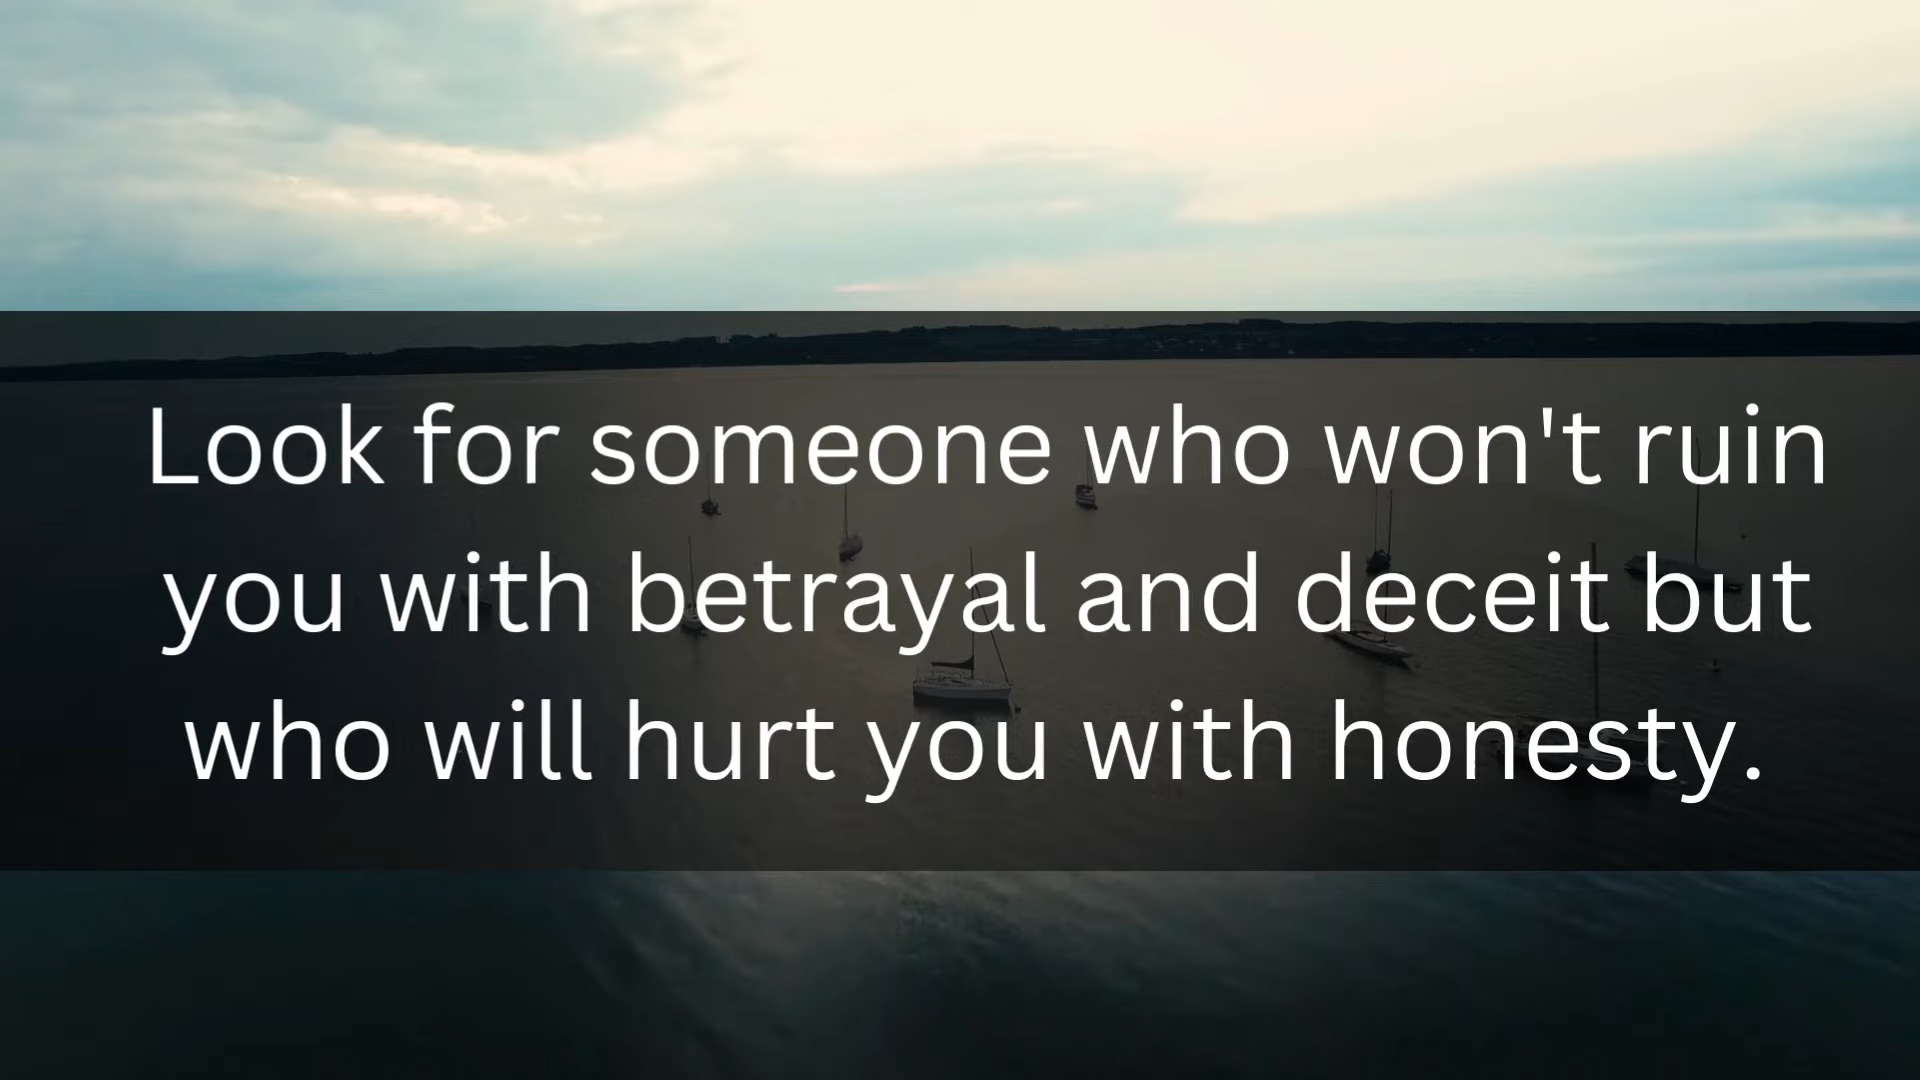 Look for someone who won't ruin
you with betrayal and deceit but
who will hurt you with honesty.